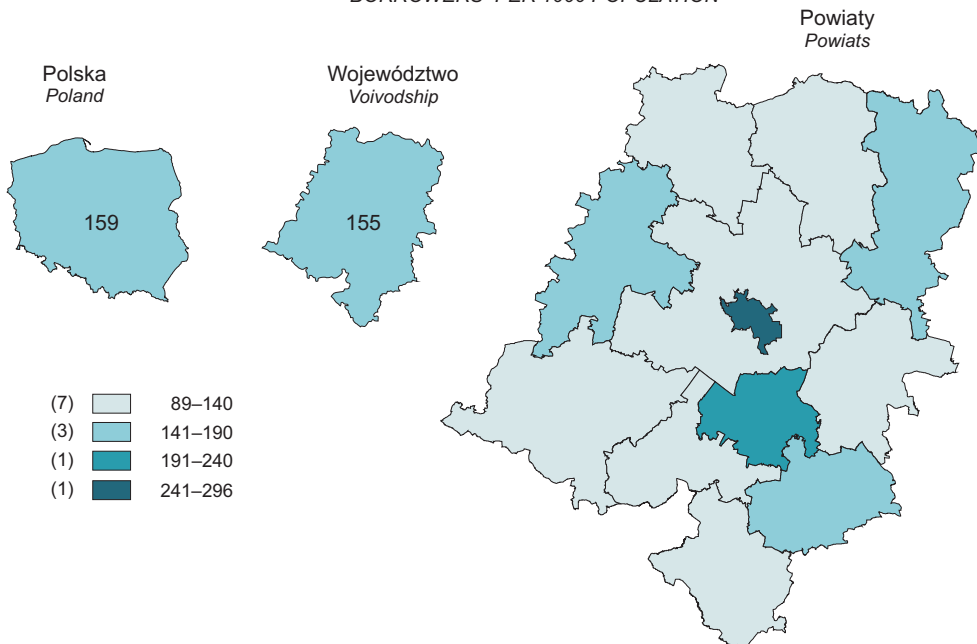 Powiaty
Powiats
Polska
Poland
Województwo
Voivodship
159
155
(7) 89–140
(3) 141–190
(1) 191–240
(1) 241–296